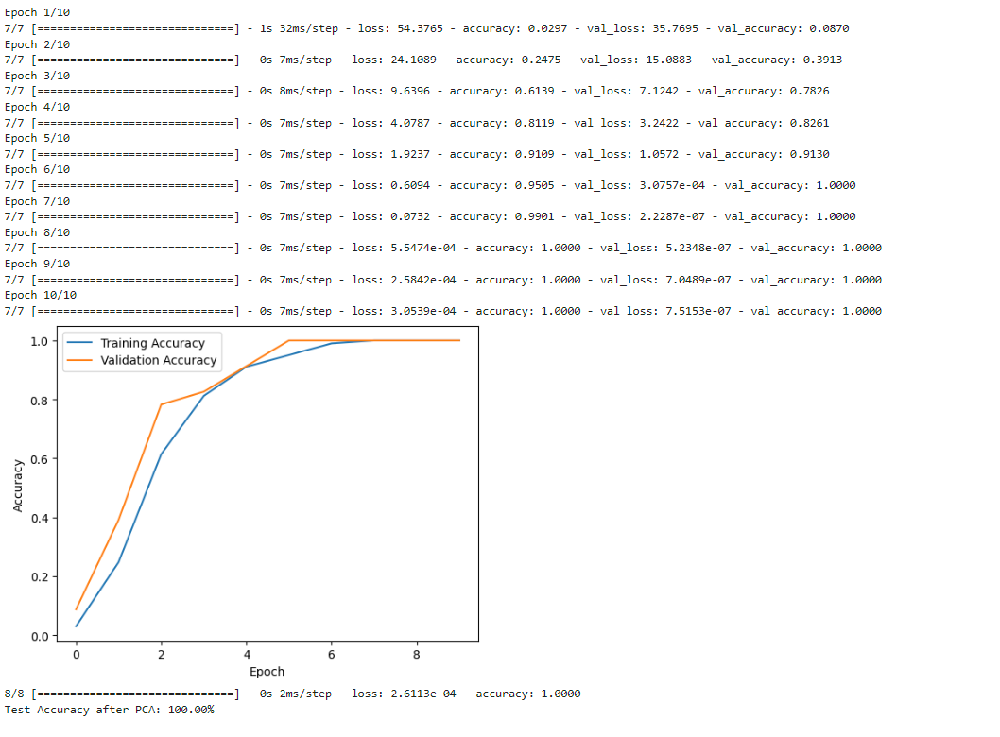 Epoch 1/10
7/7 [==============================] - 1s 32ms/step - loss: 54.3765 - accuracy: 0.0297 - val_loss: 35.7695 - val_accuracy: 0.0870
Epoch 2/10
7/7 [==============================] - 0s 7ms/step - loss: 24.1089 - accuracy: 0.2475 - val_loss: 15.0883 - val_accuracy: 0.3913
Epoch 3/10
7/7 [==============================] - 0s 8ms/step - loss: 9.6396 - accuracy: 0.6139 - val_loss: 7.1242 - val_accuracy: 0.7826
Epoch 4/10
7/7 [==============================] - 0s 7ms/step - loss: 4.0787 - accuracy: 0.8119 - val_loss: 3.2422 - val_accuracy: 0.8261
Epoch 5/10
7/7 [==============================] - 0s 7ms/step - loss: 1.9237 - accuracy: 0.9109 - val_loss: 1.0572 - val_accuracy: 0.9130
Epoch 6/10
7/7 [==============================] - 0s 7ms/step - loss: 0.6094 - accuracy: 0.9505 - val_loss: 3.0757e-04 - val_accuracy: 1.0000
Epoch 7/10
7/7 [==============================] - 0s 7ms/step - loss: 0.0732 - accuracy: 0.9901 - val_loss: 2.2287e-07 - val_accuracy: 1.0000
Epoch 8/10
7/7 [==============================] - 0s 7ms/step - loss: 5.5474e-04 - accuracy: 1.0000 - val_loss: 5.2348e-07 - val_accuracy: 1.0000
Epoch 9/10
7/7 [==============================] - 0s 7ms/step - loss: 2.5842e-04 - accuracy: 1.0000 - val_loss: 7.0489e-07 - val_accuracy: 1.0000
Epoch 10/10
7/7 [==============================] - 0s 7ms/step - loss: 3.0539e-04 - accuracy: 1.0000 - val_loss: 7.5153e-07 - val_accuracy: 1.0000
Training Accuracy
Validation Accuracy
1.0
0.8
0.6
0.4
0.2
0.0
Accuracy
0 2 4 6 8
Epoch
8/8 [==============================] - 0s 2ms/step - loss: 2.6113e-04 - accuracy: 1.0000
Test Accuracy after PCA: 100.00%